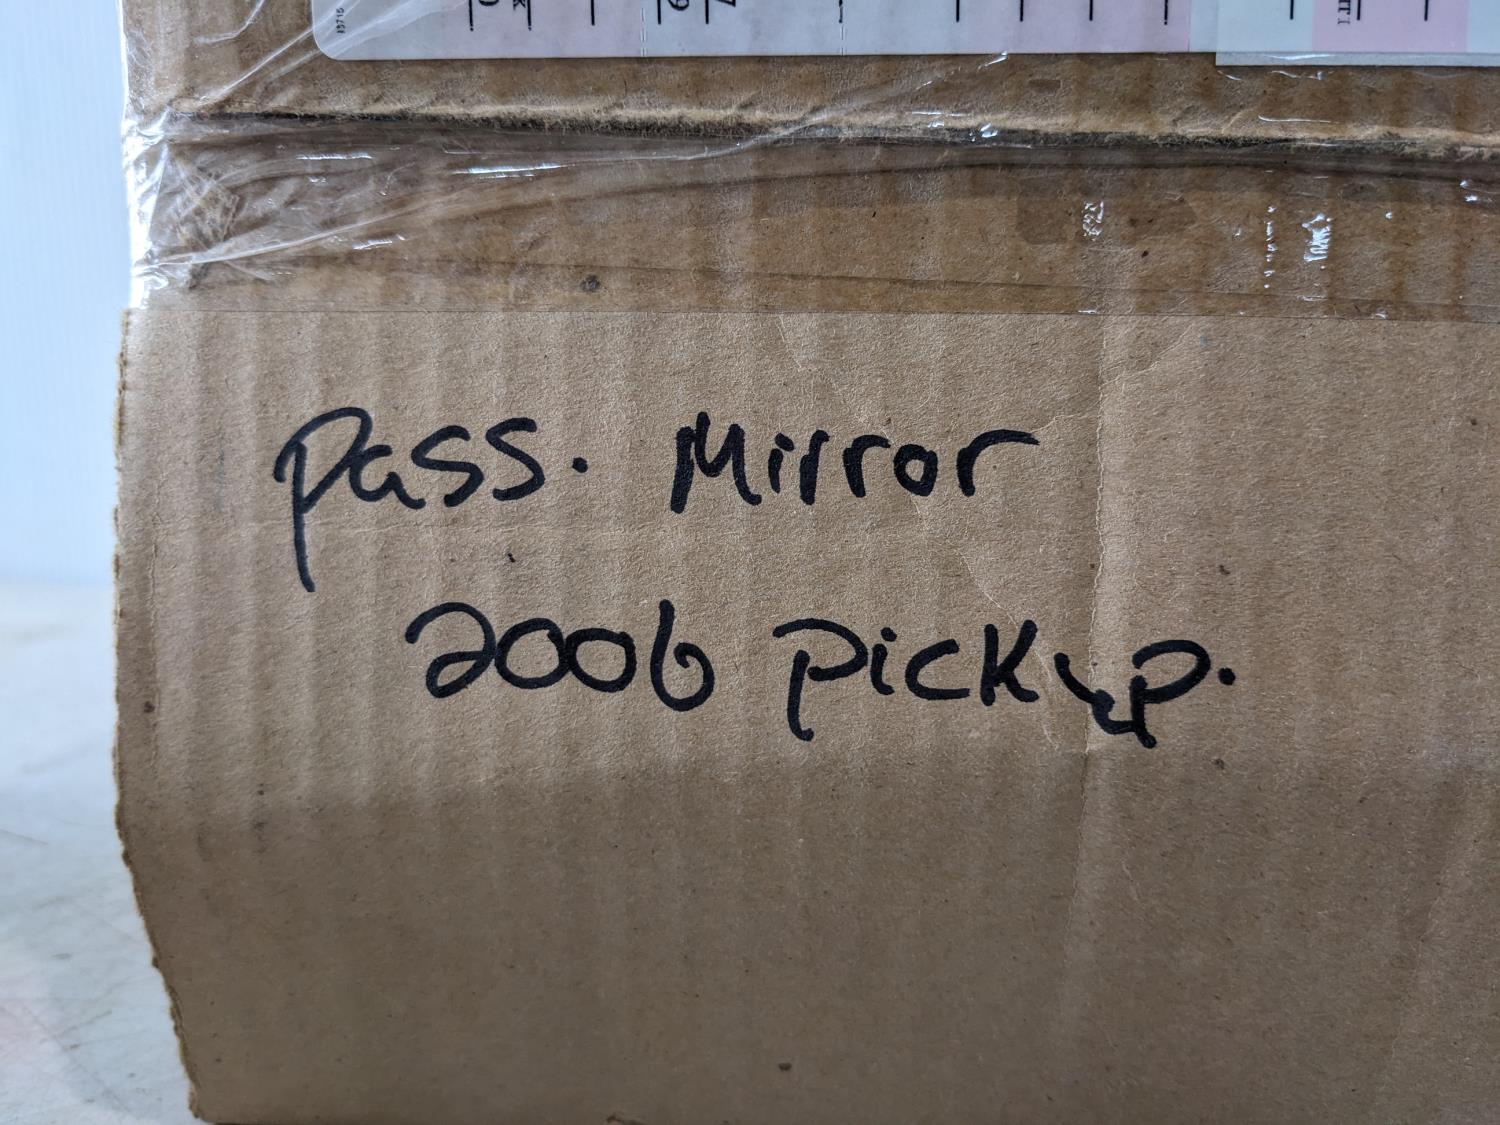 Pass. Mirror
2006 Pickup.